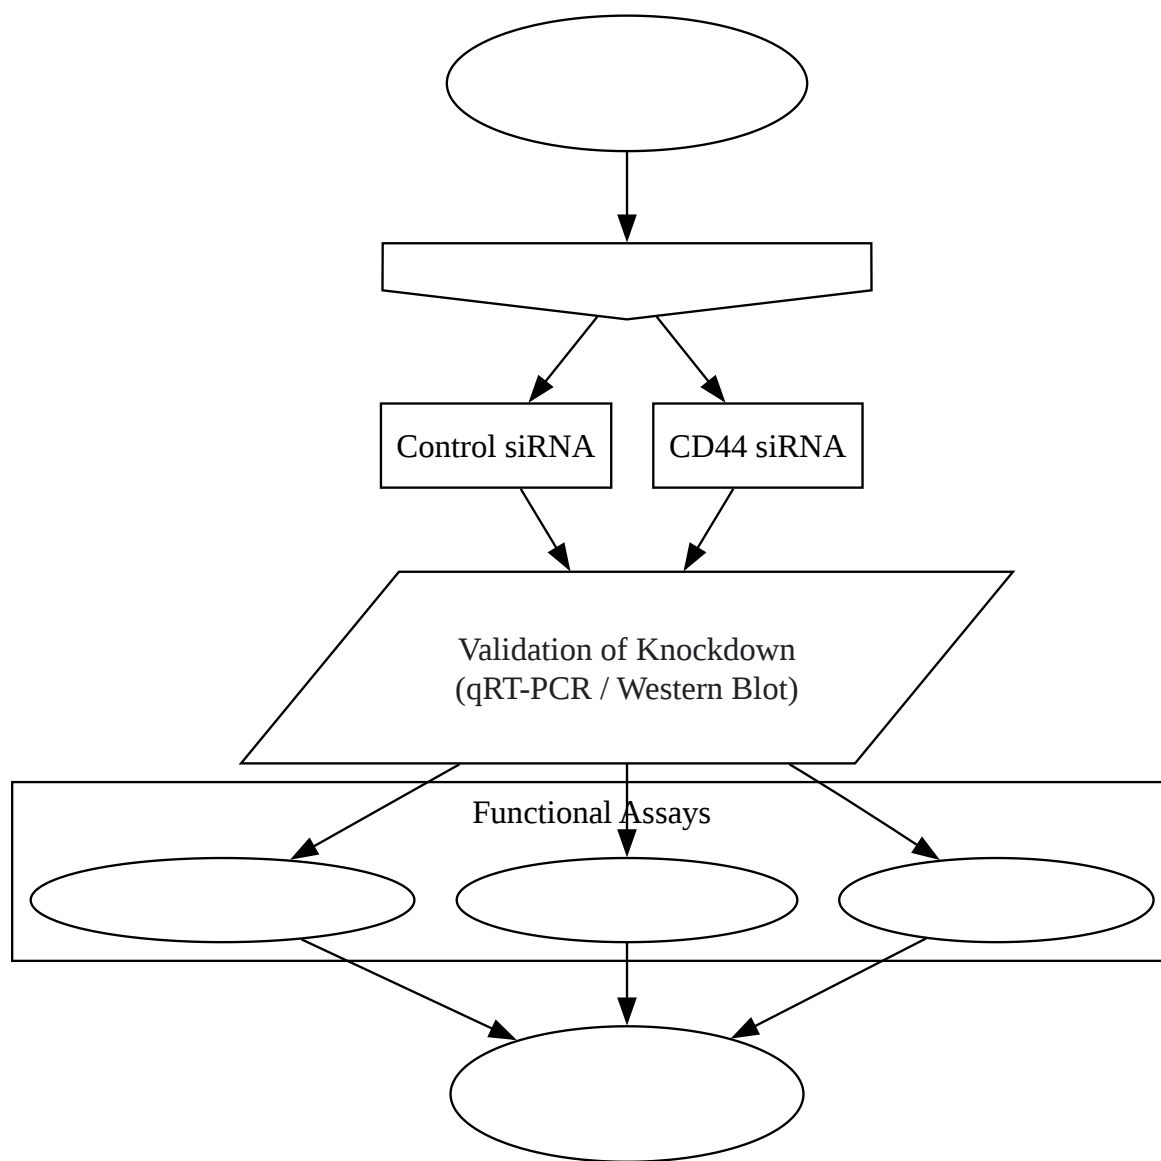 Control siRNA
CD44 siRNA
Validation of Knockdown
(qRT-PCR / Western Blot)
Functional Assays